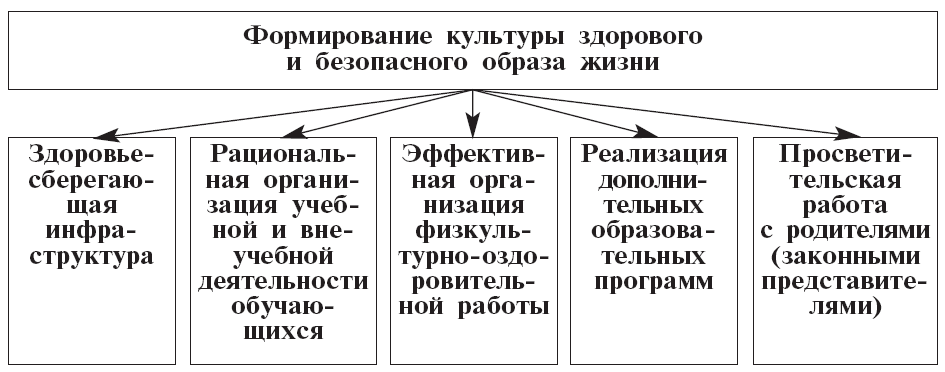 Формирование культуры здорового
и безопасного образа жизни
Здоровье-
сберегаю-
щая
инфра-
структура
Рациональ-
ная органи-
зация учеб-
ной и вне-
учебной
деятельности
обучаю-
щихся
Эффектив-
ная орга-
низация
физкуль-
турно-оздо-
ровитель-
ной работы
Реализация
дополни-
тельных
образова-
тельных
программ
Просвети-
тельская
работа
с родителями
(законными
представите-
лями)